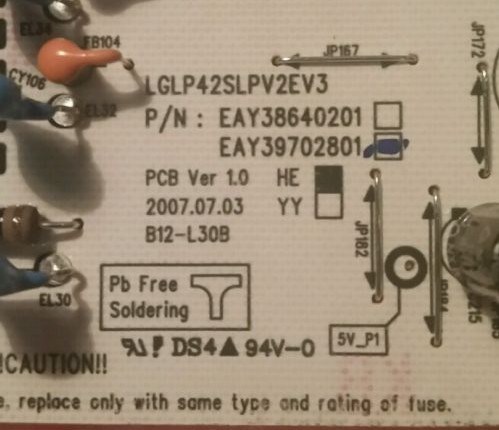 EL34
FB104
JP167
JP172
CY106
LGLP42SLPV2EV3
EL32
P/N : EAY38640201
EAY39702801
PCB Ver 1.0 HE
2007.07.03 YY
B12-L30B
JP182
Pb Free
Soldering
EL30
5V_P1
DS4▲ 94V-0
!CAUTION!!
e, replace only with same type and rating of fuse.